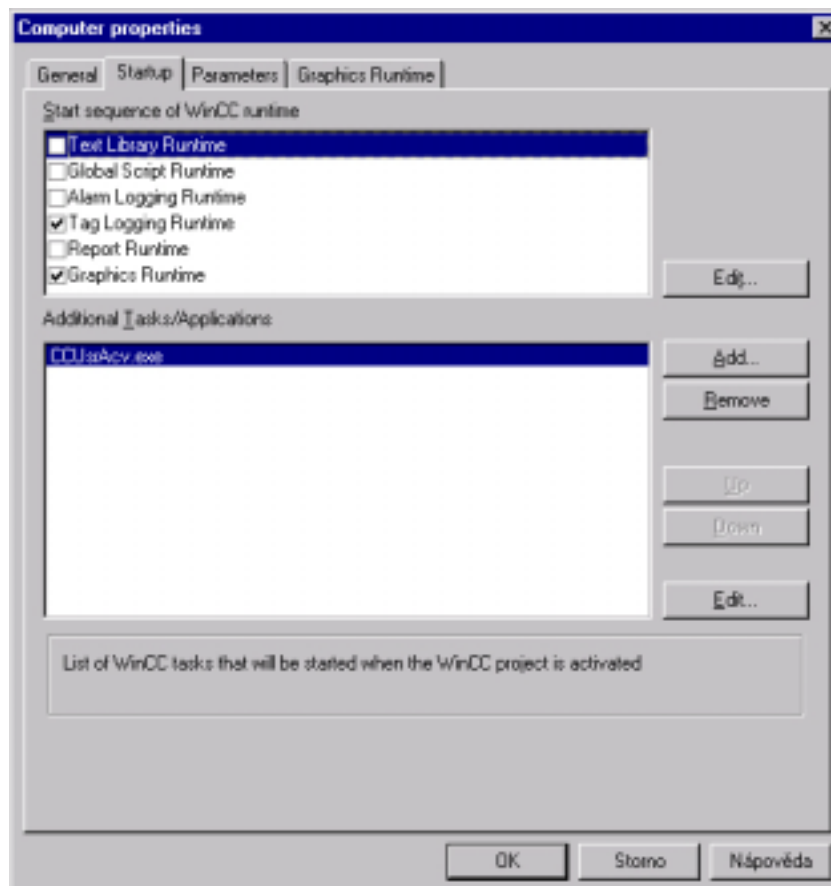 Computer properties
General Startup Parameters Graphics Runtime
Start sequence of WinCC runtime
Text Library Runtime
Global Script Runtime
Alarm Logging Runtime
Tag Logging Runtime
Report Runtime
Graphics Runtime
Edit...
Additional Tasks/Applications
CCUsrAcv.exe
Add...
Remove
Up
Down
Edit...
List of WinCC tasks that will be started when the WinCC project is activated
OK Storno Nápověda